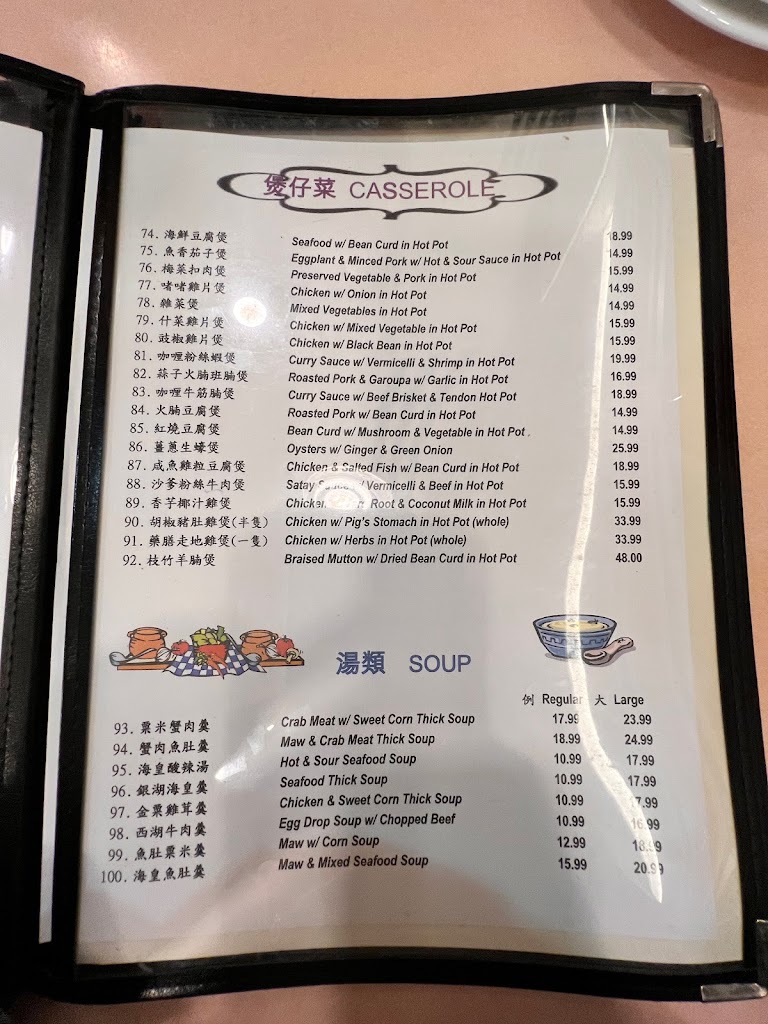 煲仔菜 CASSEROLE
74. 海鮮豆腐煲 Seafood w/ Bean Curd in Hot Pot 18.99
75. 魚香茄子煲 Eggplant & Minced Pork w/ Hot & Sour Sauce in Hot Pot 14.99
76. 梅菜扣肉煲 Preserved Vegetable & Pork in Hot Pot 15.99
77. 啫啫雞片煲 Chicken w/ Onion in Hot Pot 14.99
78. 雜菜煲 Mixed Vegetables in Hot Pot 14.99
79. 什菜雞片煲 Chicken w/ Mixed Vegetable in Hot Pot 15.99
80. 豉椒雞片煲 Chicken w/ Black Bean in Hot Pot 15.99
81. 咖喱粉絲蝦煲 Curry Sauce w/ Vermicelli & Shrimp in Hot Pot 19.99
82. 蒜子火腩班腩煲 Roasted Pork & Garoupa w/ Garlic in Hot Pot 16.99
83. 咖喱牛筋腩煲 Curry Sauce w/ Beef Brisket & Tendon Hot Pot 18.99
84. 火腩豆腐煲 Roasted Pork w/ Bean Curd in Hot Pot 14.99
85. 紅燒豆腐煲 Bean Curd w/ Mushroom & Vegetable in Hot Pot . 14.99
86. 薑蔥生蠔煲 Oysters w/ Ginger & Green Onion 25.99
87. 咸魚雞粒豆腐煲 Chicken & Salted Fish w/ Bean Curd in Hot Pot 18.99
88. 沙爹粉絲牛肉煲 Satay Sauce w/ Vermicelli & Beef in Hot Pot 15.99
89. 香芋椰汁雞煲 Chicken Root & Coconut Milk in Hot Pot 15.99
90. 胡椒豬肚雞煲(半隻) Chicken w/ Pig's Stomach in Hot Pot (whole) 33.99
91. 藥膳走地雞煲(一隻) Chicken w/ Herbs in Hot Pot (whole) 33.99
92. 枝竹羊腩煲 Braised Mutton w/ Dried Bean Curd in Hot Pot 48.00
湯類 SOUP
例 Regular 大 Large
93. 粟米蟹肉羹 Crab Meat w/ Sweet Corn Thick Soup 17.99 23.99
94. 蟹肉魚肚羹 Maw & Crab Meat Thick Soup 18.99 24.99
95. 海皇酸辣湯 Hot & Sour Seafood Soup 10.99 17.99
96. 銀湖海皇羹 Seafood Thick Soup 10.99 17.99
97. 金粟雞茸羹 Chicken & Sweet Corn Thick Soup 10.99 17.99
98. 西湖牛肉羹 Egg Drop Soup w/ Chopped Beef 10.99 16.99
99. 魚肚粟米羹 Maw w/ Corn Soup 12.99 18.99
100. 海皇魚肚羹 Maw & Mixed Seafood Soup 15.99 20.99